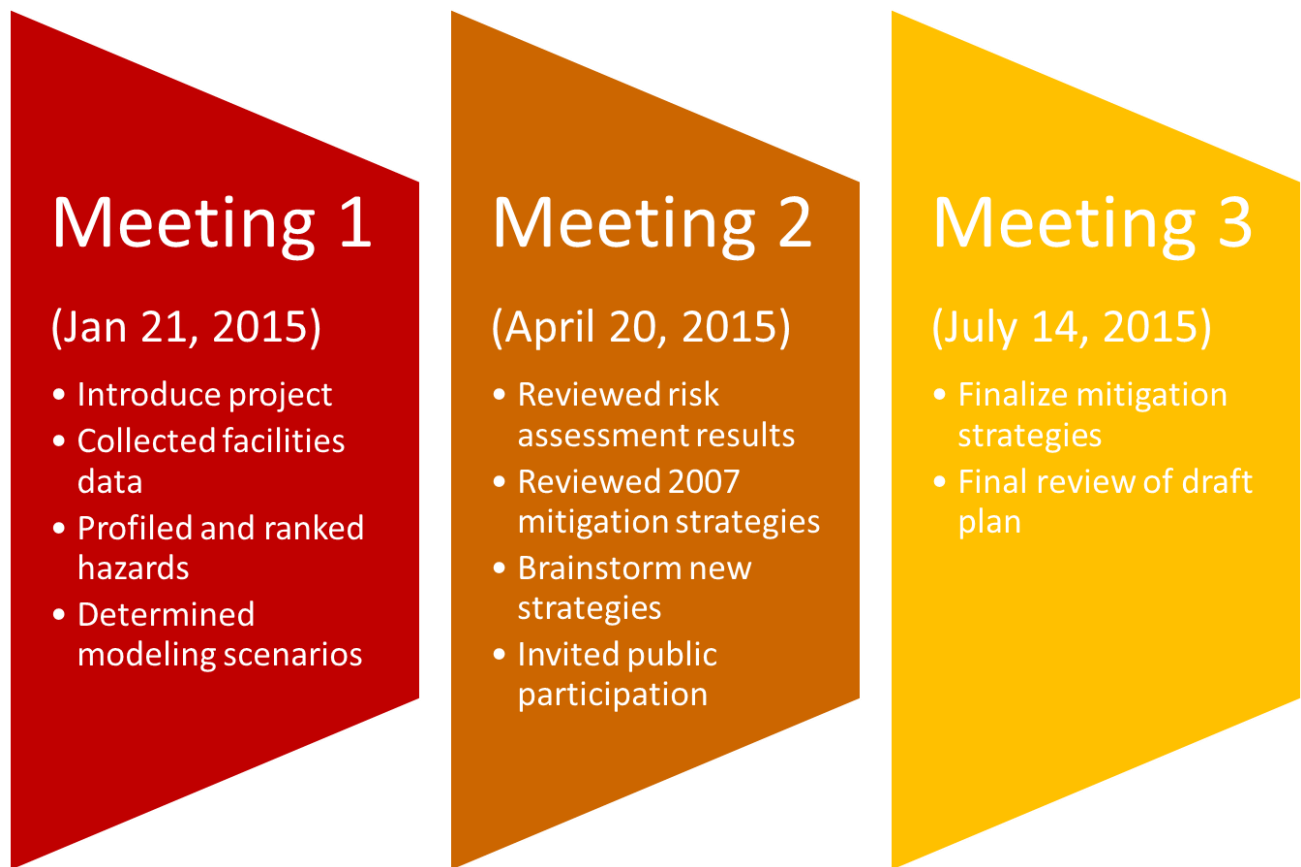 Meeting 1
(Jan 21, 2015)
• Introduce project
• Collected facilities
data
• Profiled and ranked
hazards
• Determined
modeling scenarios
Meeting 2
(April 20, 2015)
• Reviewed risk
assessment results
• Reviewed 2007
mitigation strategies
• Brainstorm new
strategies
• Invited public
participation
Meeting 3
(July 14, 2015)
• Finalize mitigation
strategies
• Final review of draft
plan